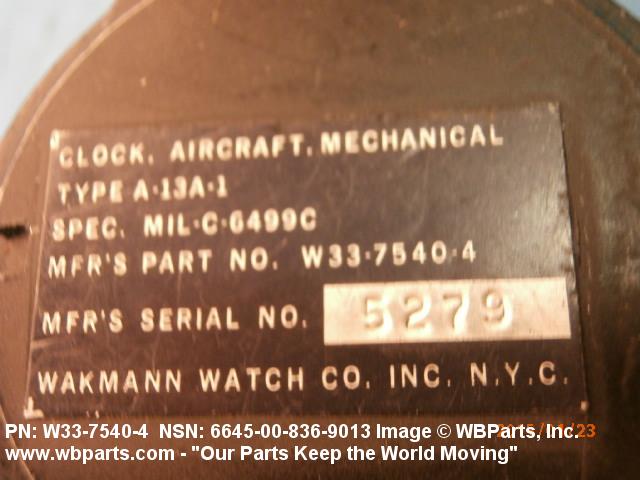 CLOCK, AIRCRAFT, MECHANICAL
TYPE A-13A-1
SPEC. MIL-C-6499C
MFR'S PART NO. W33-7540-4
MFR'S SERIAL NO. 5279
WAKMANN WATCH CO. INC. N.Y.C.
PN: W33-7540-4 NSN: 6645-00-836-9013 Image © WBParts, Inc.
www.wbparts.com - "Our Parts Keep the World Moving"